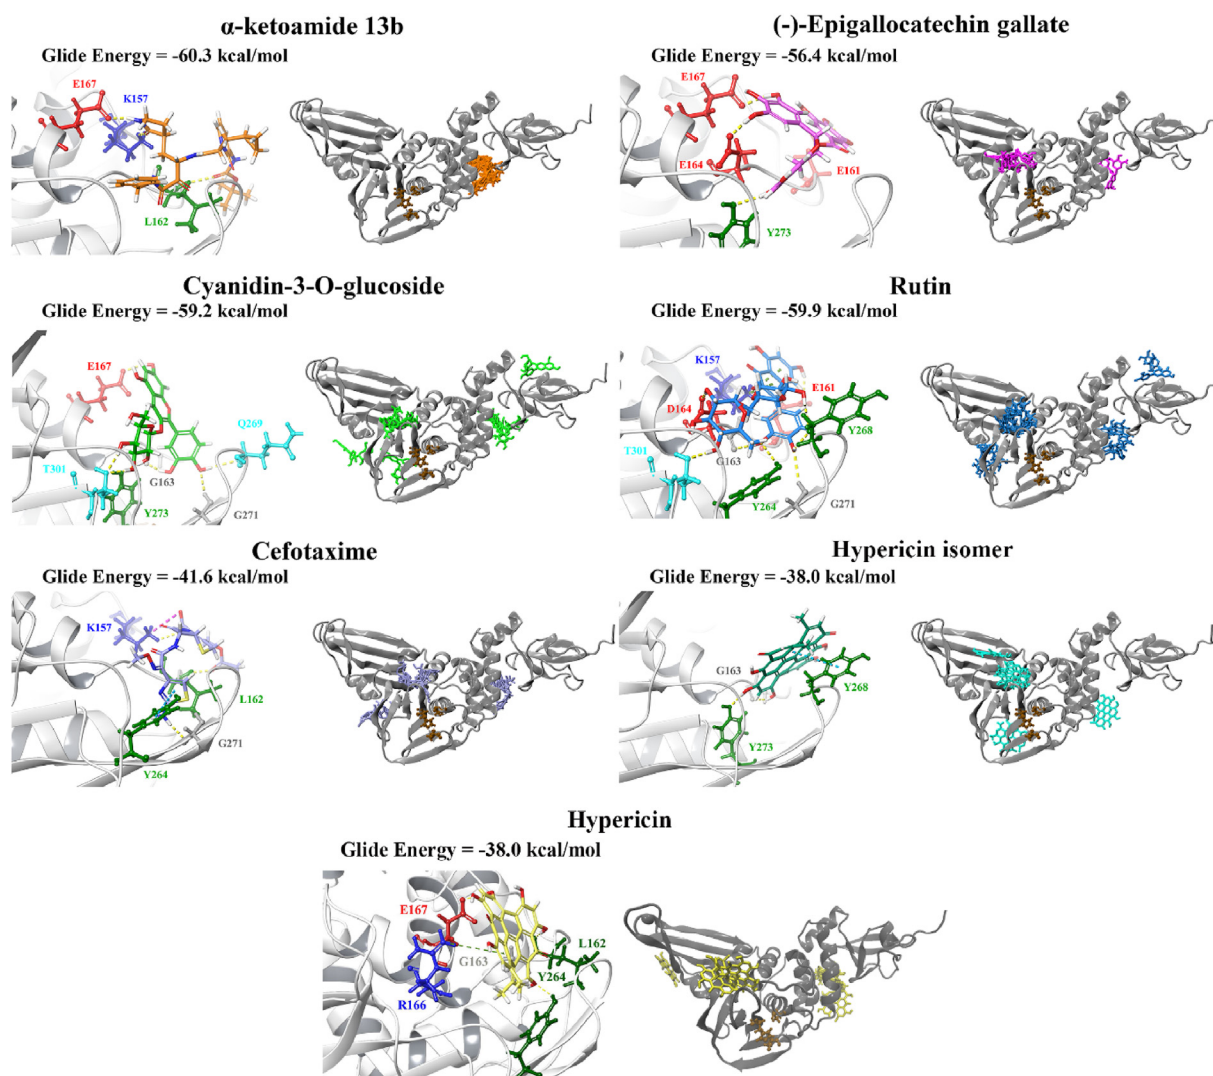 α-ketoamide 13b
Glide Energy = -60.3 kcal/mol
E167
K157
L162
(-)-Epigallocatechin gallate
Glide Energy = -56.4 kcal/mol
E167
E164
E161
Y273
Cyanidin-3-O-glucoside
Glide Energy = -59.2 kcal/mol
E167
Q269
T301
G163
Y273
G271
Rutin
Glide Energy = -59.9 kcal/mol
K157
E161
D164
Y268
T301
G163
Y264
G271
Cefotaxime
Glide Energy = -41.6 kcal/mol
K157
L162
G271
Y264
Hypericin isomer
Glide Energy = -38.0 kcal/mol
G163
Y268
Y273
Hypericin
Glide Energy = -38.0 kcal/mol
E167
L162
G163
Y264
R166